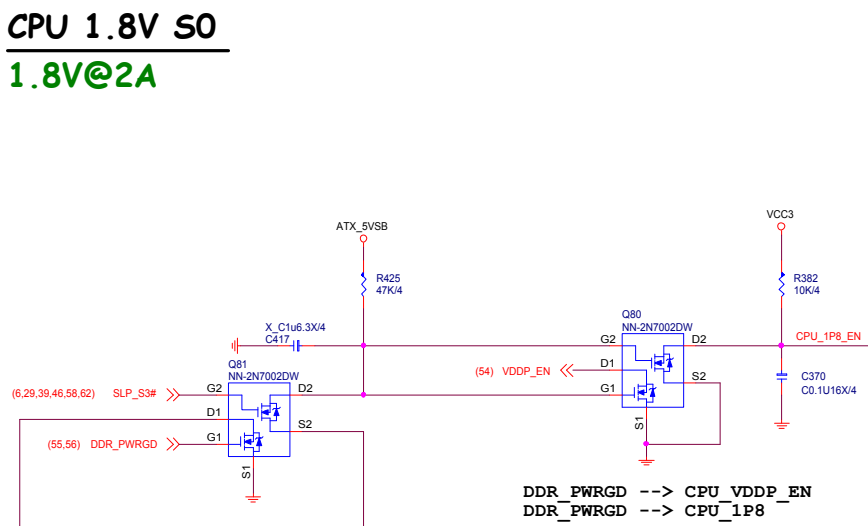 CPU 1.8V S0
1.8V@2A
ATX_5VSB
VCC3
R425
47K/4
R382
10K/4
X_C1u6.3X/4
C417
Q80
NN-2N7002DW
G2
D2
CPU_1P8_EN
Q81
NN-2N7002DW
(54) VDDP_EN
D1
S2
C370
C0.1U16X/4
(6,29,39,46,58,62) SLP_S3#
G2
D2
G1
D1
S2
S1
(55,56) DDR_PWRGD
G1
S1
DDR_PWRGD --> CPU_VDDP_EN
DDR_PWRGD --> CPU_1P8